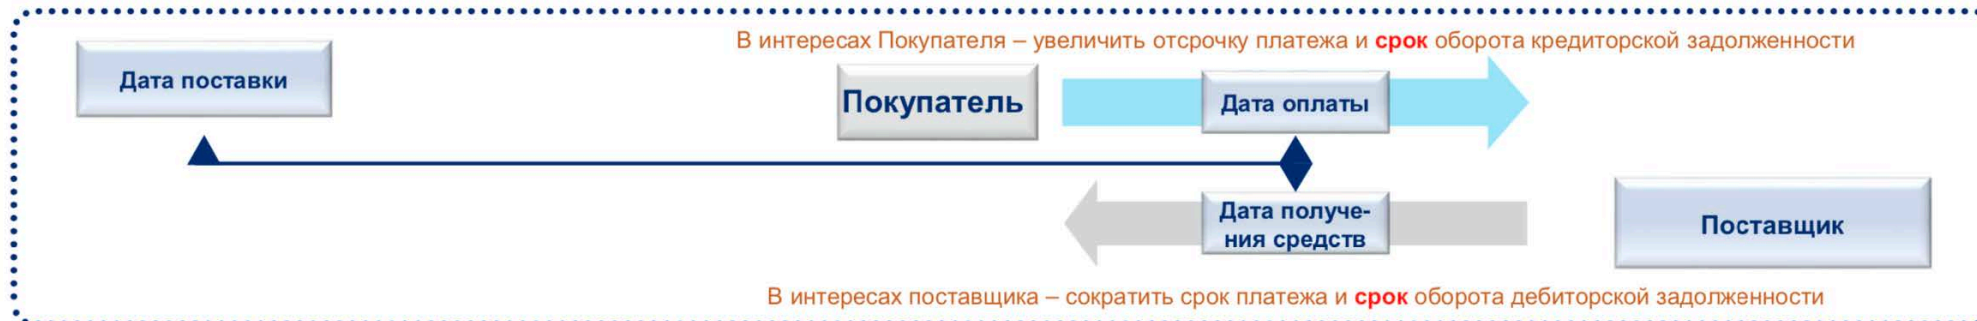 В интересах Покупателя – увеличить отсрочку платежа и срок оборота кредиторской задолженности
Дата поставки
Покупатель
Дата оплаты
Дата получе-
ния средств
Поставщик
В интересах поставщика – сократить срок платежа и срок оборота дебиторской задолженности